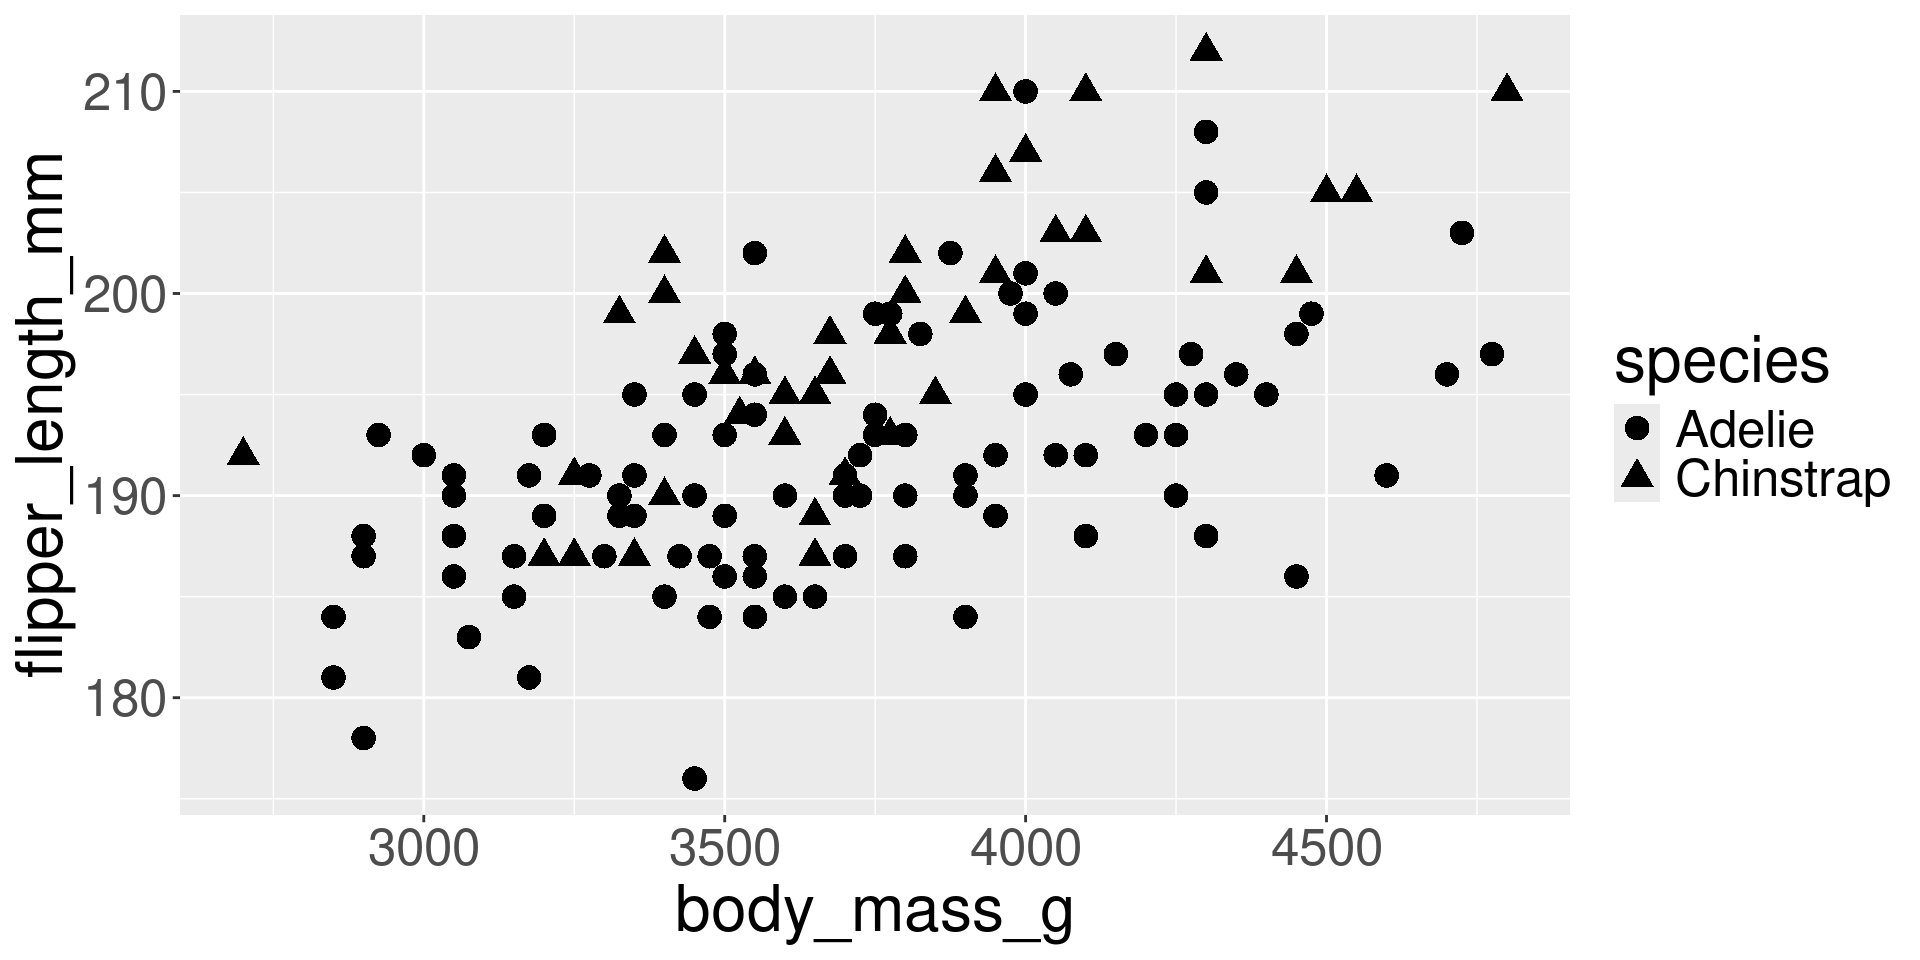 flipper_length_mm
210
200
190
180
3000 3500 4000 4500
body_mass_g
species
Adelie
Chinstrap